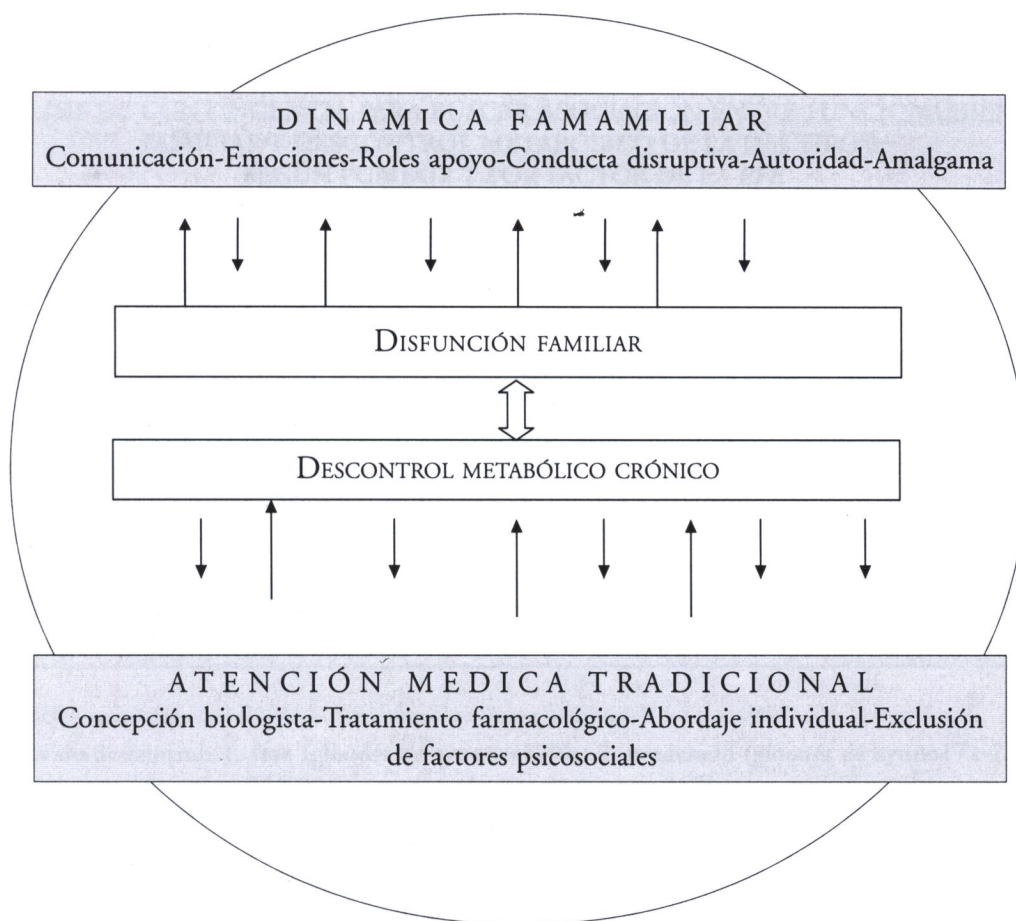 DINAMICA FAMAMILIAR
Comunicación-Emociones-Roles apoyo-Conducta disruptiva-Autoridad-Amalgama
DISFUNCIÓN FAMILIAR
DESCONTROL METABÓLICO CRÓNICO
ATENCIÓN MEDICA TRADICIONAL
Concepción biologista-Tratamiento farmacológico-Abordaje individual-Exclusión
de factores psicosociales